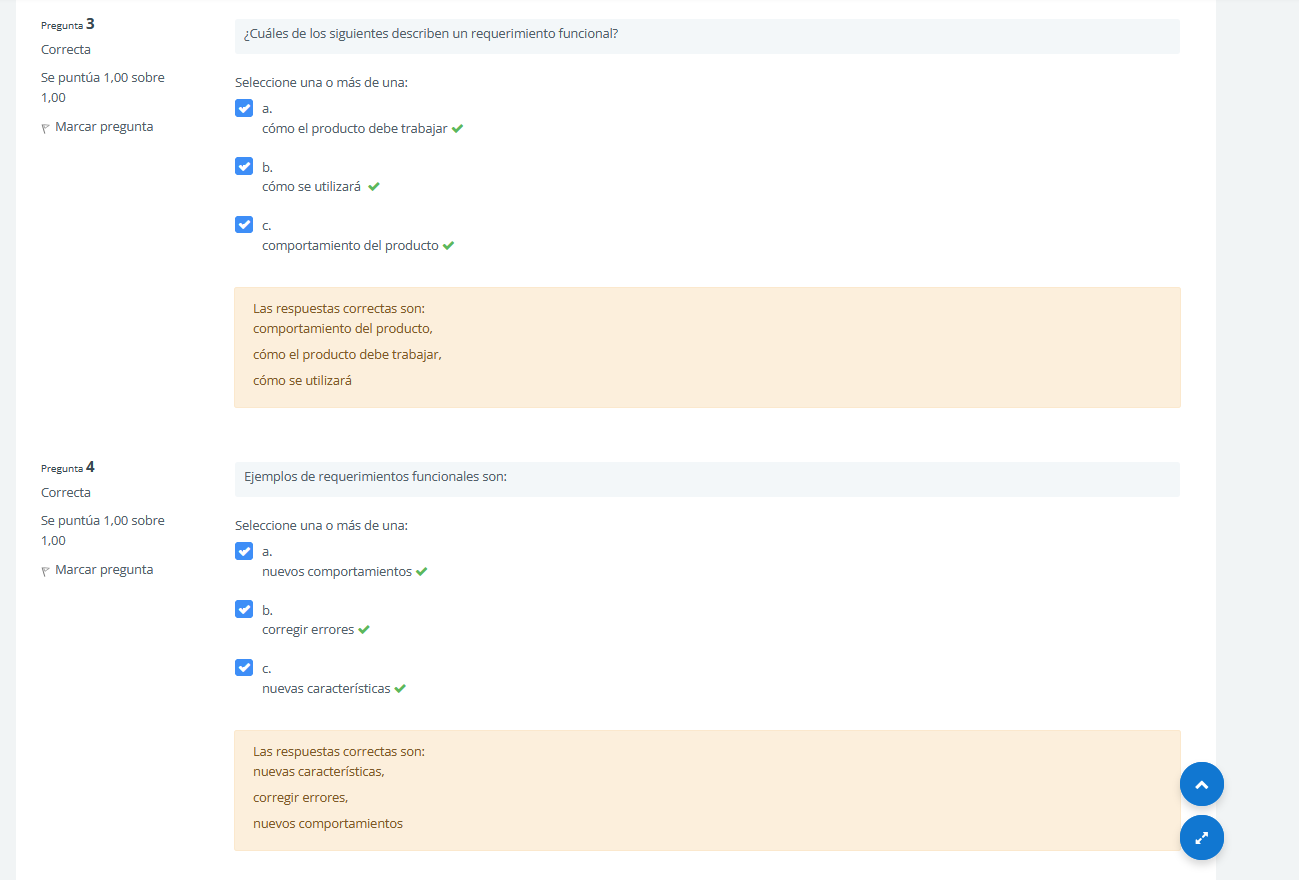 Pregunta 3
Correcta
Se puntúa 1,00 sobre
1,00
Marcar pregunta
¿Cuáles de los siguientes describen un requerimiento funcional?
Seleccione una o más de una:
a.
cómo el producto debe trabajar
b.
cómo se utilizará
c.
comportamiento del producto
Las respuestas correctas son:
comportamiento del producto,
cómo el producto debe trabajar,
cómo se utilizará
Pregunta 4
Correcta
Se puntúa 1,00 sobre
1,00
Marcar pregunta
Ejemplos de requerimientos funcionales son:
Seleccione una o más de una:
a.
nuevos comportamientos
b.
corregir errores
c.
nuevas características
Las respuestas correctas son:
nuevas características,
corregir errores,
nuevos comportamientos